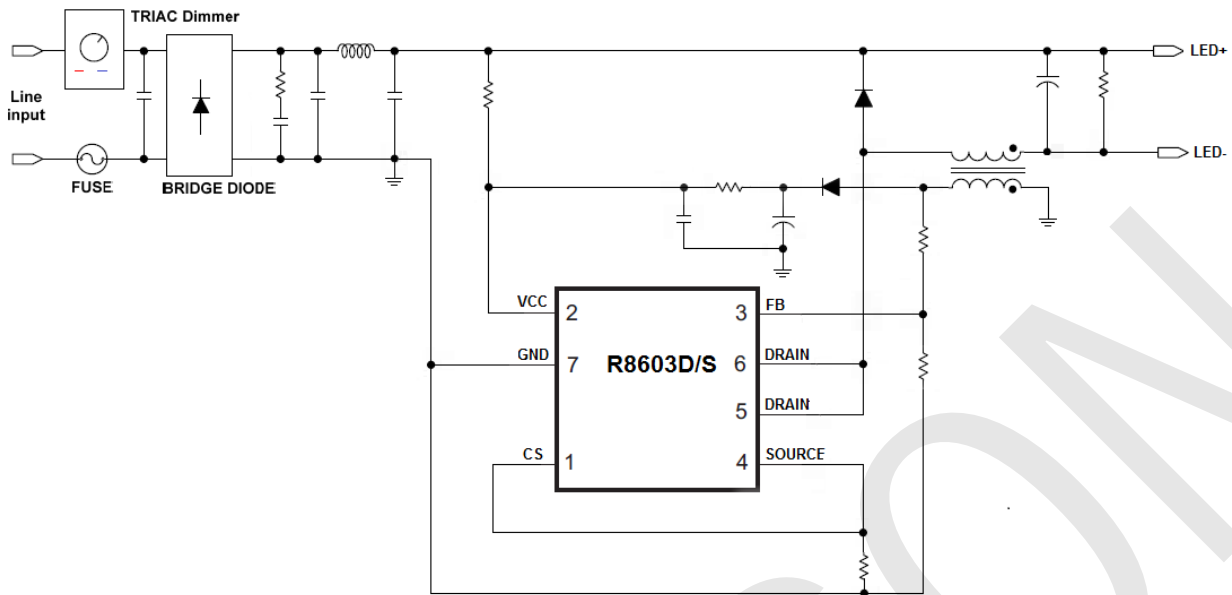 TRIAC Dimmer
LED+
Line
input
LED-
FUSE
BRIDGE DIODE
VCC
2
3
FB
GND
7
R8603D/S
6
DRAIN
5
DRAIN
CS
1
4
SOURCE